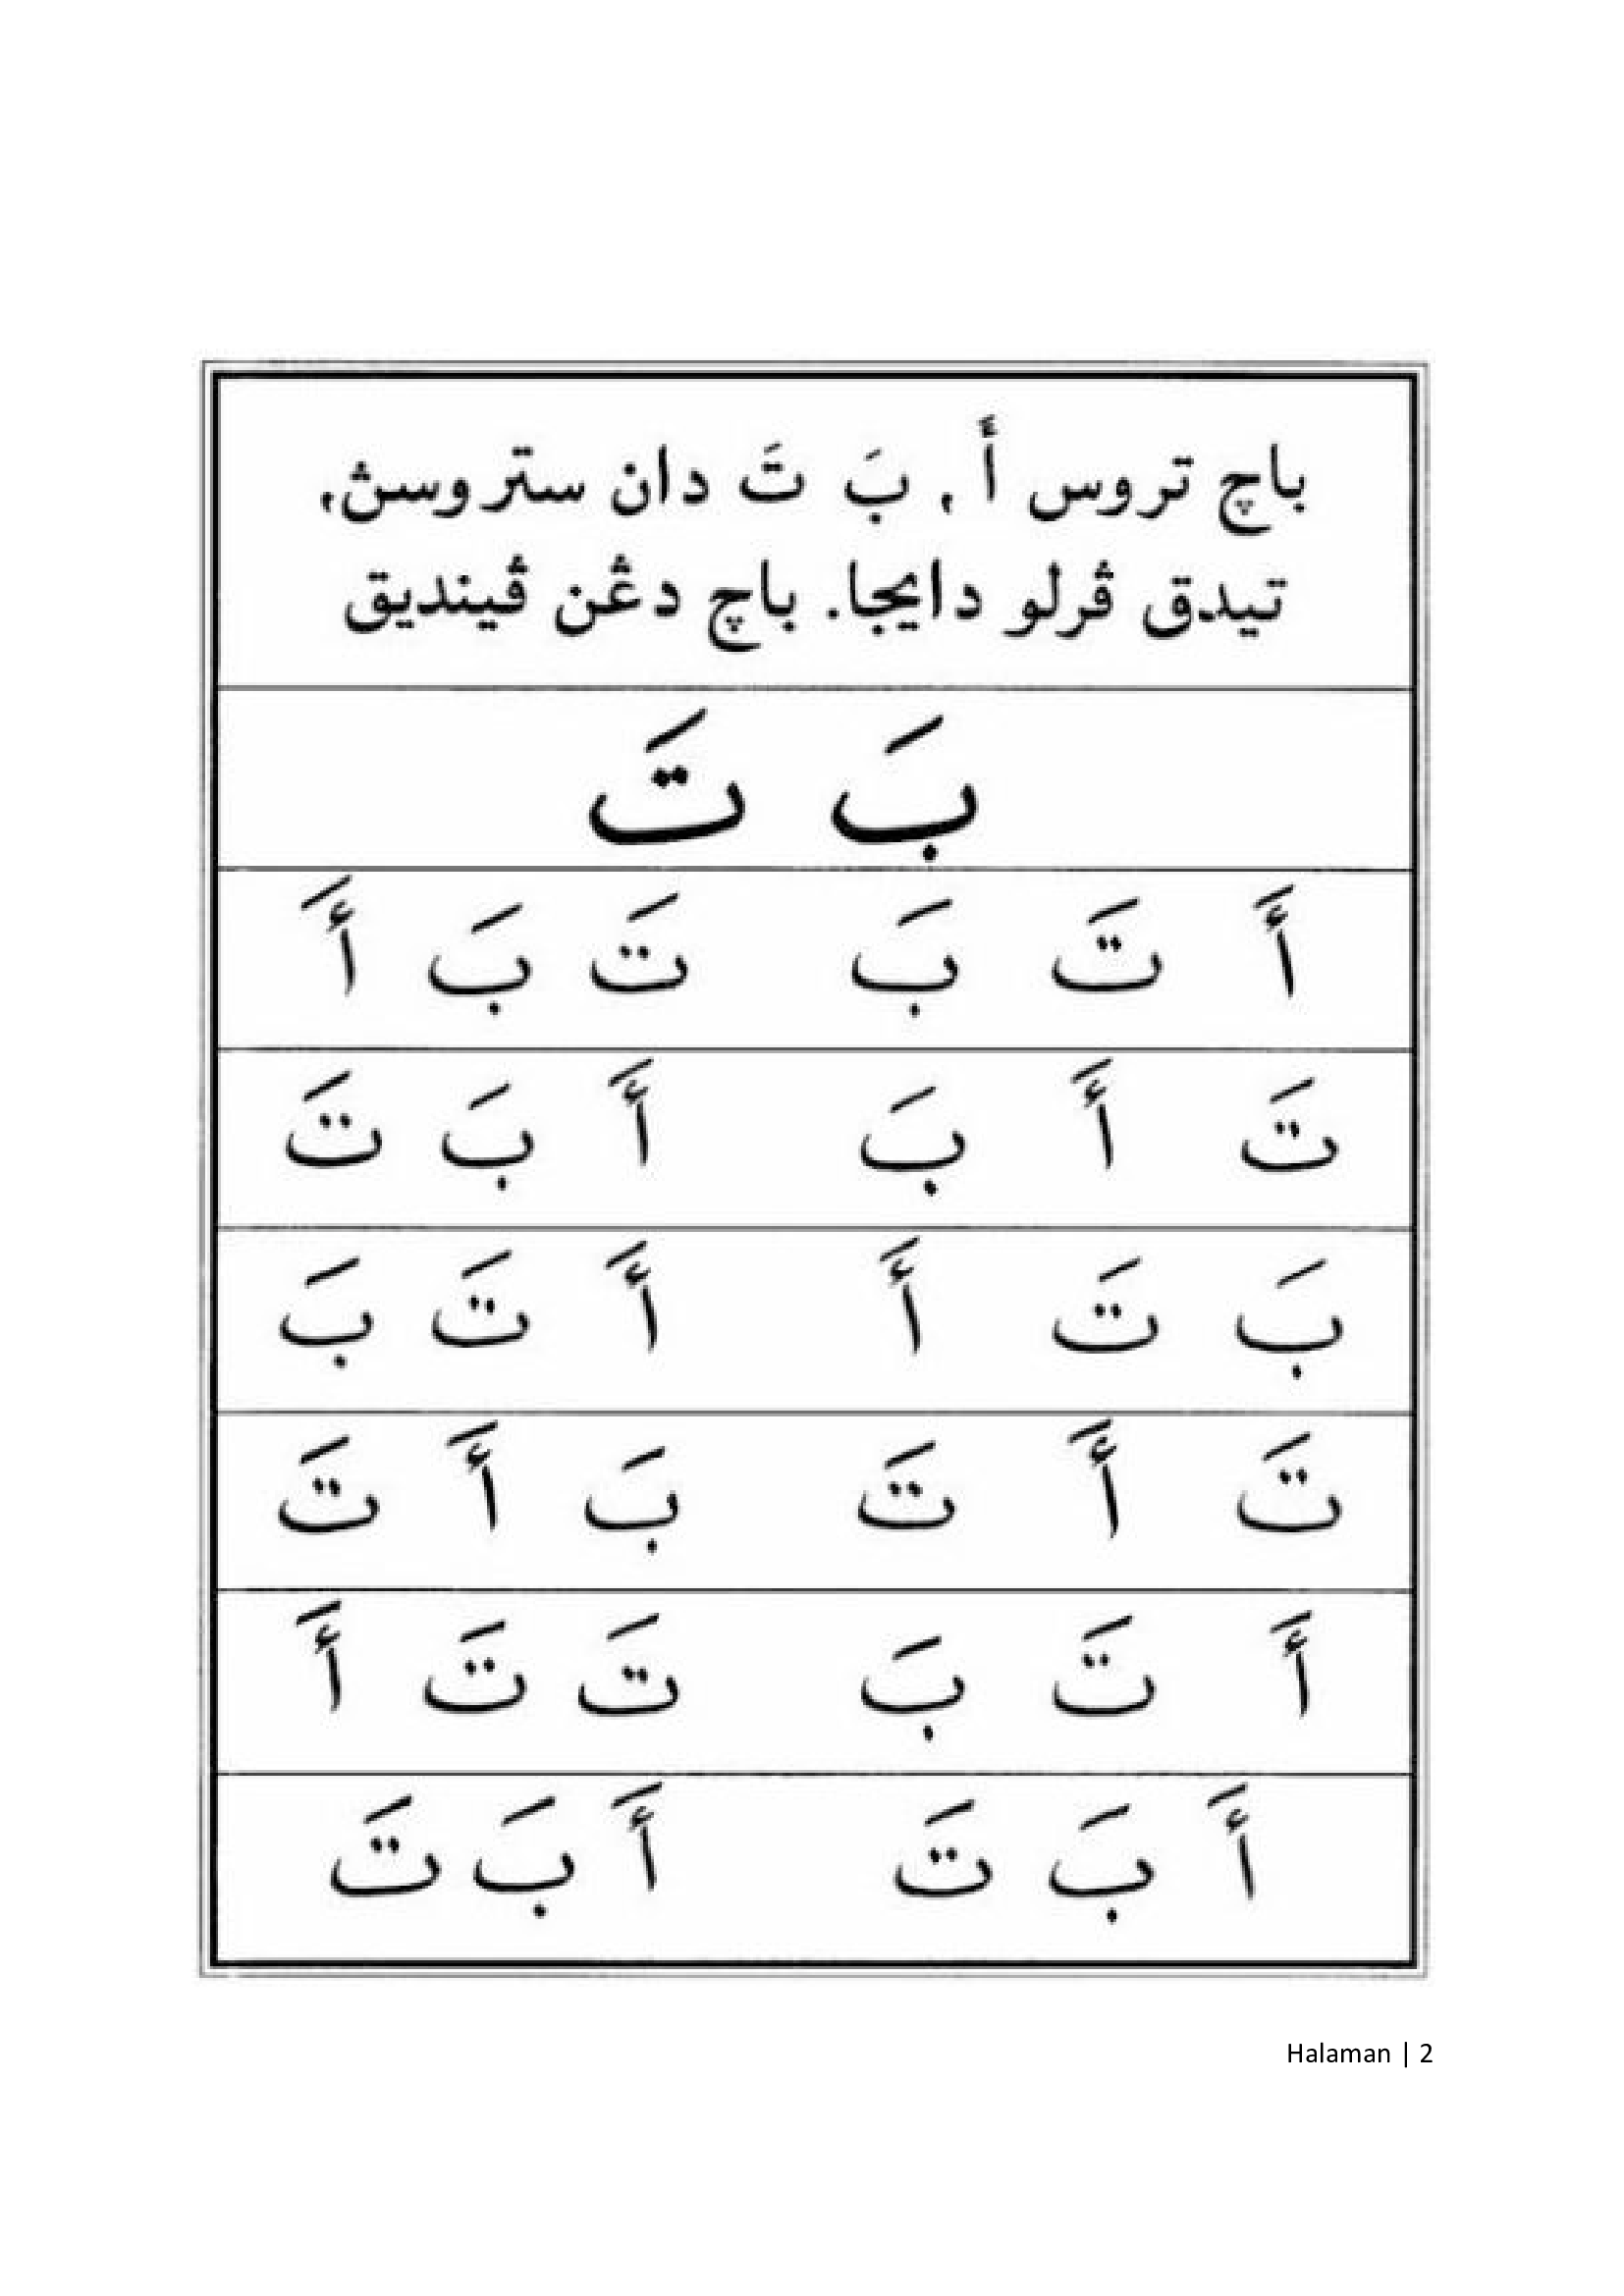 باچ تروس أَ ، بَ تَ دان ستروسڽ،
تيدق ڤرلو دايجا. باچ دڠن ڤينديق
بَ تَ
أَ تَ بَ تَ بَ أَ
تَ أَ بَ أَ بَ تَ
بَ تَ أَ أَ تَ بَ
تَ أَ تَ بَ أَ تَ
أَ تَ بَ تَ تَ أَ
أَ بَ تَ أَ بَ تَ
Halaman | 2